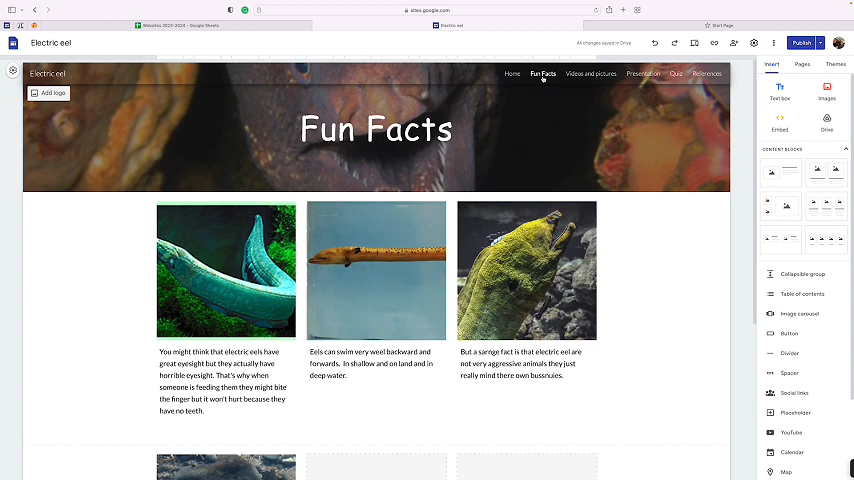 sites.google.com
Websites 2023-2024 – Google Sheets
Electric eel
Start Page
Electric eel
All changes saved in Drive
Publish
Electric eel
Home
Fun Facts
Videos and pictures
Presentation
Quiz
References
Add logo
Fun Facts
You might think that electric eels have
great eyesight but they actually have
horrible eyesight. That's why when
someone is feeding them they might bite
the finger but it won't hurt because they
have no teeth.
Eels can swim very weel backward and
forwards. In shallow and on land and in
deep water.
But a sarnge fact is that electric eel are
not very aggressive animals they just
really mind there own bussnuies.
Insert
Pages
Themes
Text box
Images
Embed
Drive
CONTENT BLOCKS
Collapsible group
Table of contents
Image carousel
Button
Divider
Spacer
Social links
Placeholder
YouTube
Calendar
Map